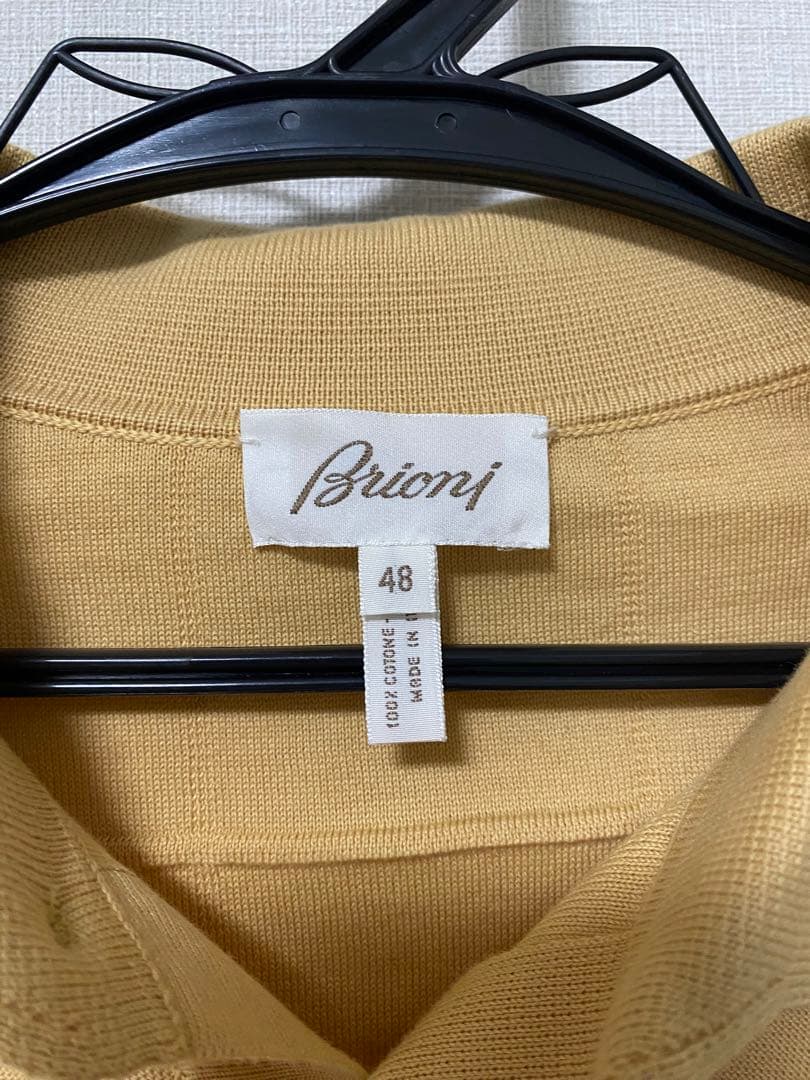 Brioni
48
100% COTONE -
MADE IN